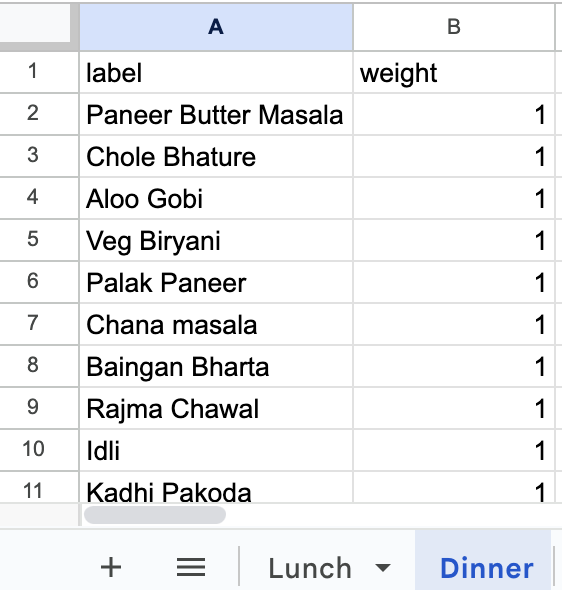 A B
1 label weight
2 Paneer Butter Masala 1
3 Chole Bhature 1
4 Aloo Gobi 1
5 Veg Biryani 1
6 Palak Paneer 1
7 Chana masala 1
8 Baingan Bharta 1
9 Rajma Chawal 1
10 Idli 1
11 Kadhi Pakoda 1
Lunch Dinner